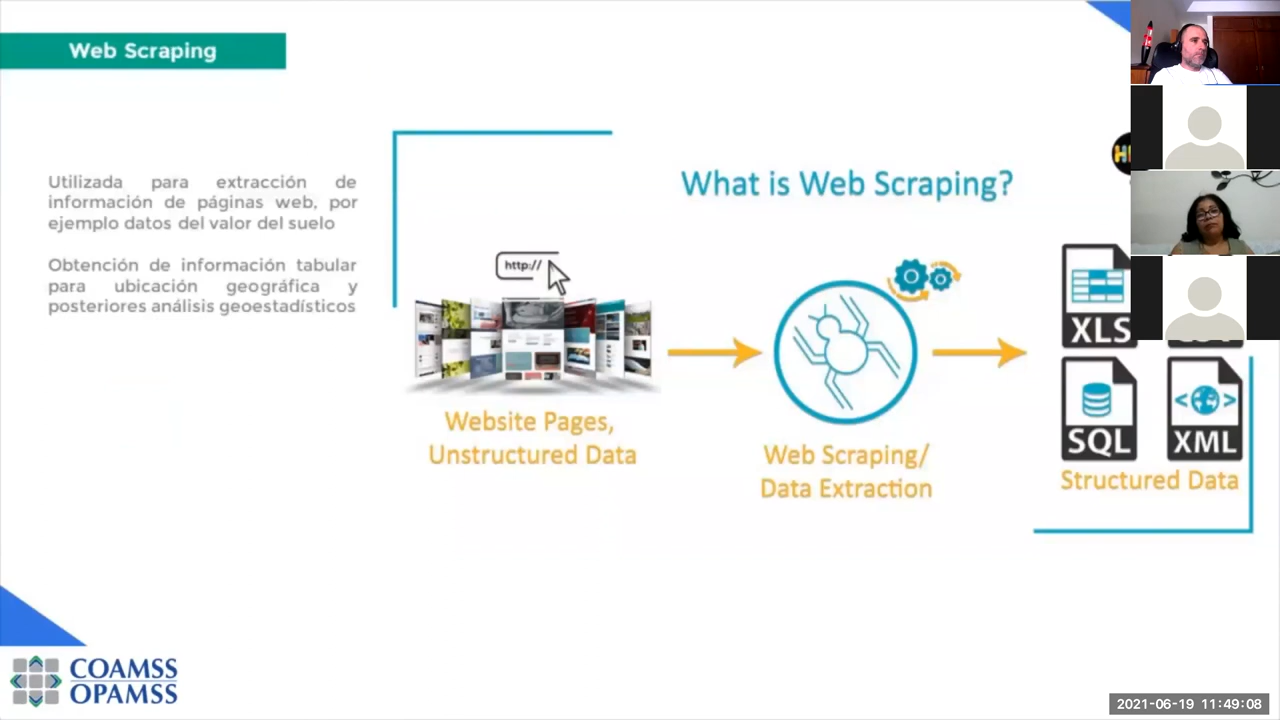 Web Scraping
Utilizada para extracción de
información de páginas web, por
ejemplo datos del valor del suelo
Obtención de información tabular
para ubicación geográfica y
posteriores análisis geoestadísticos
What is Web Scraping?
http://
Website Pages,
Unstructured Data
Web Scraping/
Data Extraction
XLS
SQL
XML
Structured Data
COAMSS
OPAMSS
2021-06-19 11:49:08